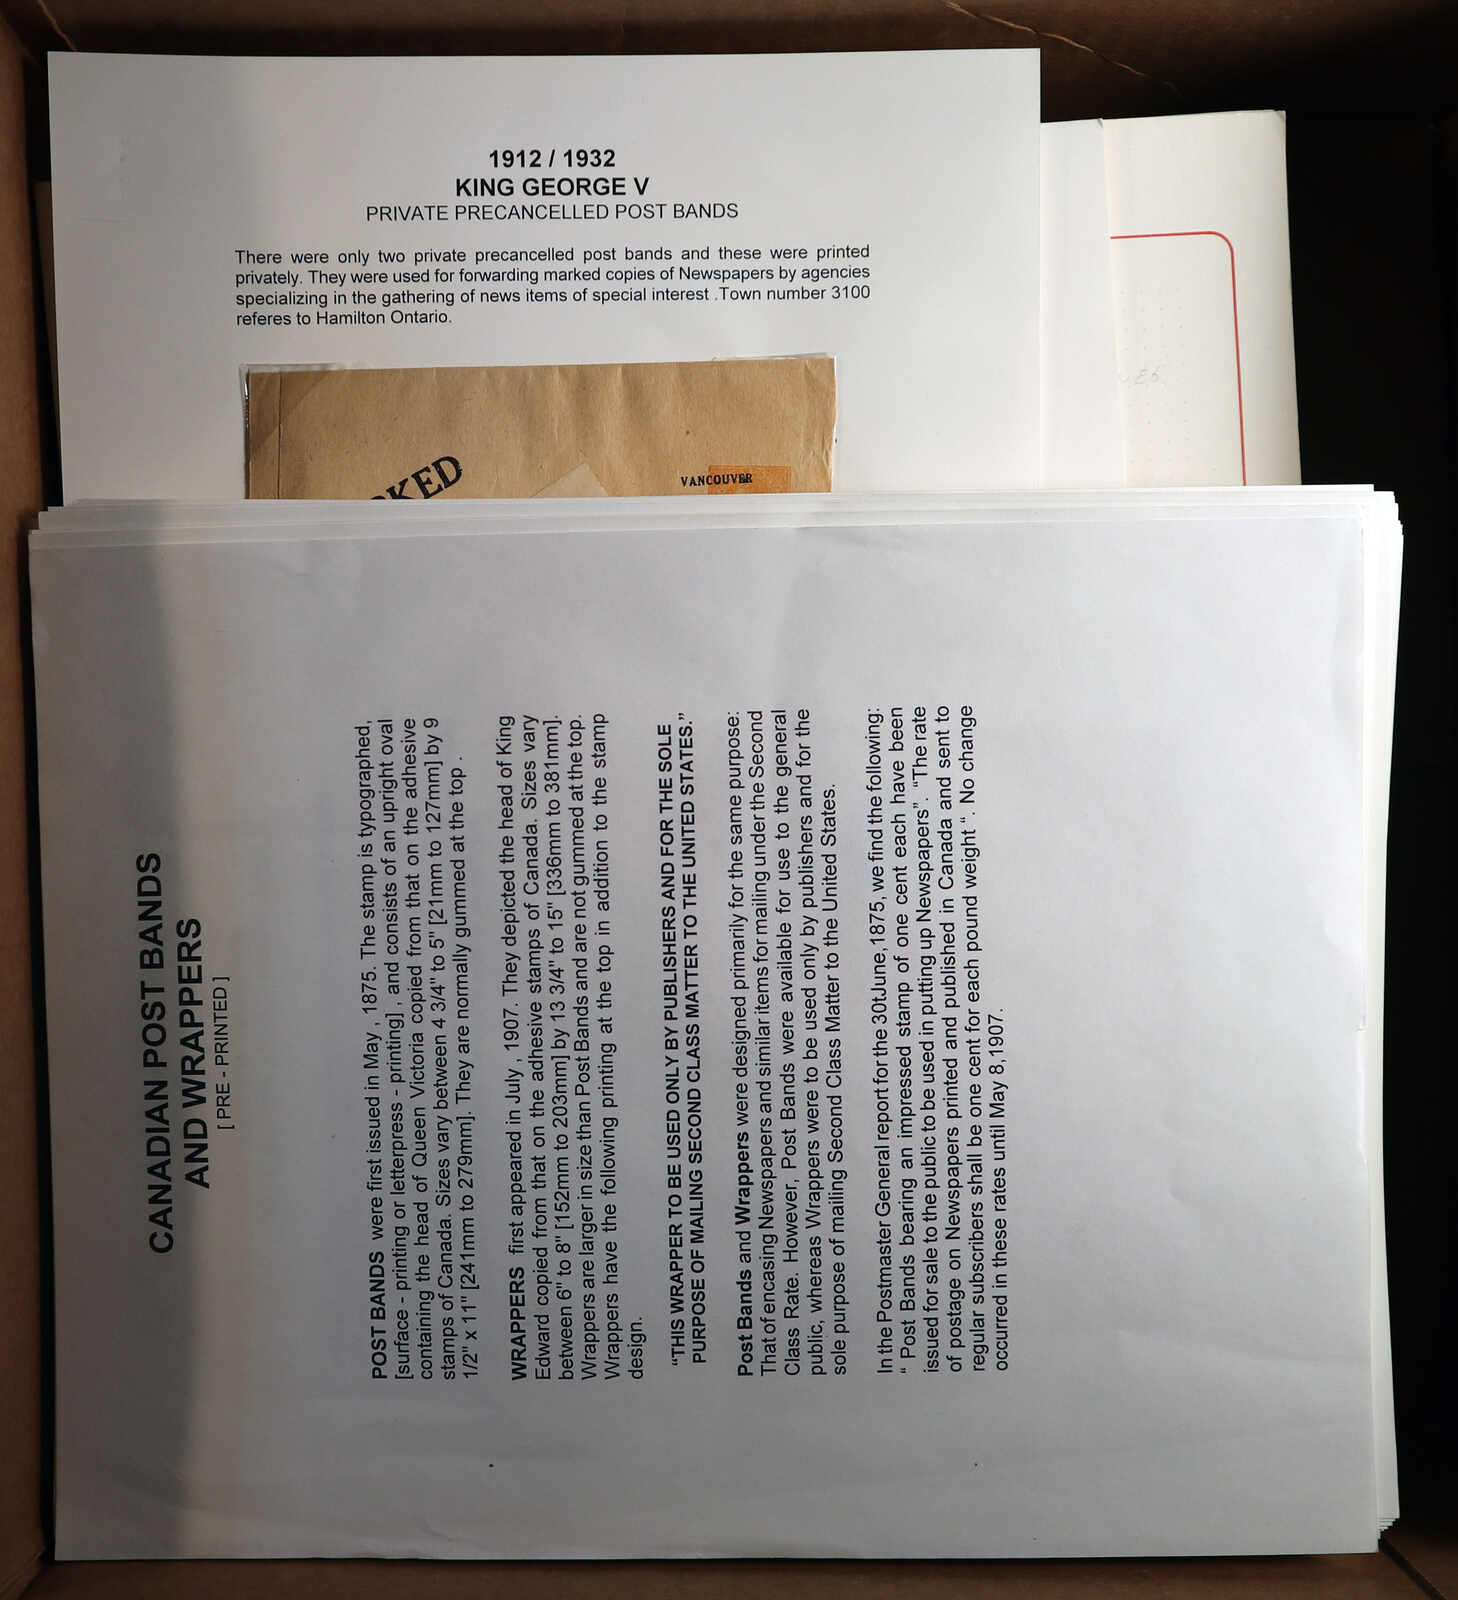 1912 / 1932
KING GEORGE V
PRIVATE PRECANCELLED POST BANDS
There were only two private precancelled post bands and these were printed
privately. They were used for forwarding marked copies of Newspapers by agencies
specializing in the gathering of news items of special interest .Town number 3100
referes to Hamilton Ontario.
VANCOUVER
CANADIAN POST BANDS
AND WRAPPERS
[ PRE - PRINTED ]
POST BANDS were first issued in May , 1875. The stamp is typographed,
[surface - printing or letterpress - printing] , and consists of an upright oval
containing the head of Queen Victoria copied from that on the adhesive
stamps of Canada. Sizes vary between 4 3/4" to 5" [21mm to 127mm] by 9
1/2" x 11" [241mm to 279mm]. They are normally gummed at the top .
WRAPPERS first appeared in July , 1907. They depicted the head of King
Edward copied from that on the adhesive stamps of Canada. Sizes vary
between 6" to 8" [152mm to 203mm] by 13 3/4" to 15" [336mm to 381mm].
Wrappers are larger in size than Post Bands and are not gummed at the top.
Wrappers have the following printing at the top in addition to the stamp
design.
“THIS WRAPPER TO BE USED ONLY BY PUBLISHERS AND FOR THE SOLE
PURPOSE OF MAILING SECOND CLASS MATTER TO THE UNITED STATES.”
Post Bands and Wrappers were designed primarily for the same purpose:
That of encasing Newspapers and similar items for mailing under the Second
Class Rate. However, Post Bands were available for use to the general
public, whereas Wrappers were to be used only by publishers and for the
sole purpose of mailing Second Class Matter to the United States.
In the Postmaster General report for the 30tJune,1875, we find the following:
“ Post Bands bearing an impressed stamp of one cent each have been
issued for sale to the public to be used in putting up Newspapers”. “The rate
of postage on Newspapers printed and published in Canada and sent to
regular subscribers shall be one cent for each pound weight “. No change
occurred in these rates until May 8,1907.